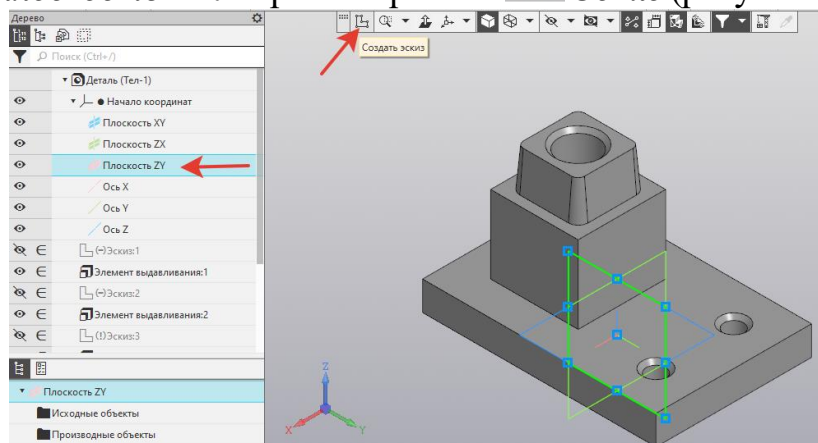 Дерево
Создать эскиз
Поиск (Ctrl+/)
Деталь (Тел-1)
Начало координат
Плоскость XY
Плоскость ZX
Плоскость ZY
Ось X
Ось Y
Ось Z
(-)Эскиз:1
Элемент выдавливания:1
(-)Эскиз:2
Элемент выдавливания:2
(!)Эскиз:3
Плоскость ZY
Исходные объекты
Производные объекты
Z
X
Y